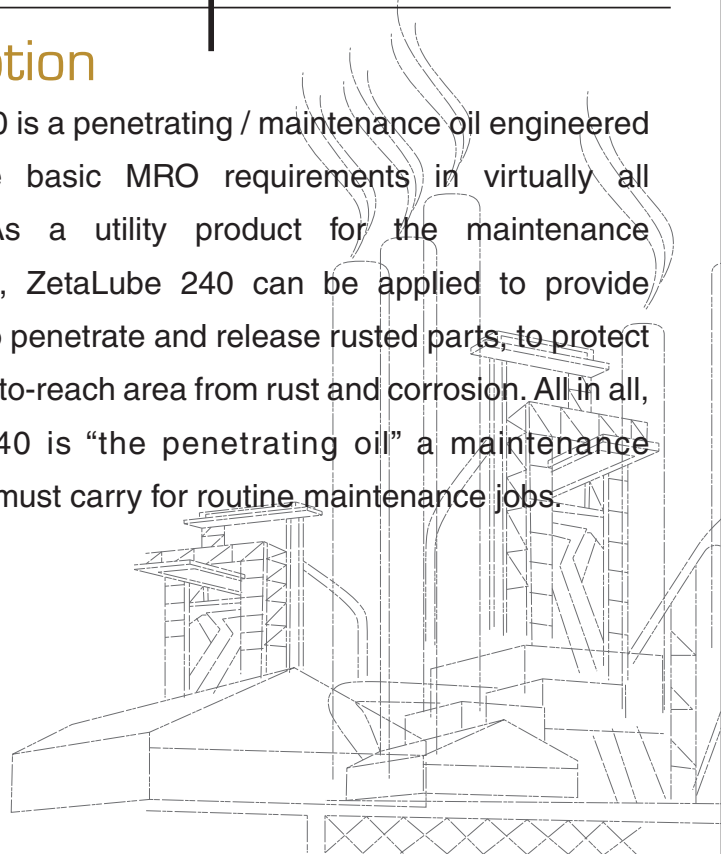 ption
0 is a penetrating / maintenance oil engineered
e basic MRO requirements in virtually all
As a utility product for the maintenance
, ZetaLube 240 can be applied to provide
o penetrate and release rusted parts, to protect
to-reach area from rust and corrosion. All in all,
40 is “the penetrating oil” a maintenance
must carry for routine maintenance jobs.